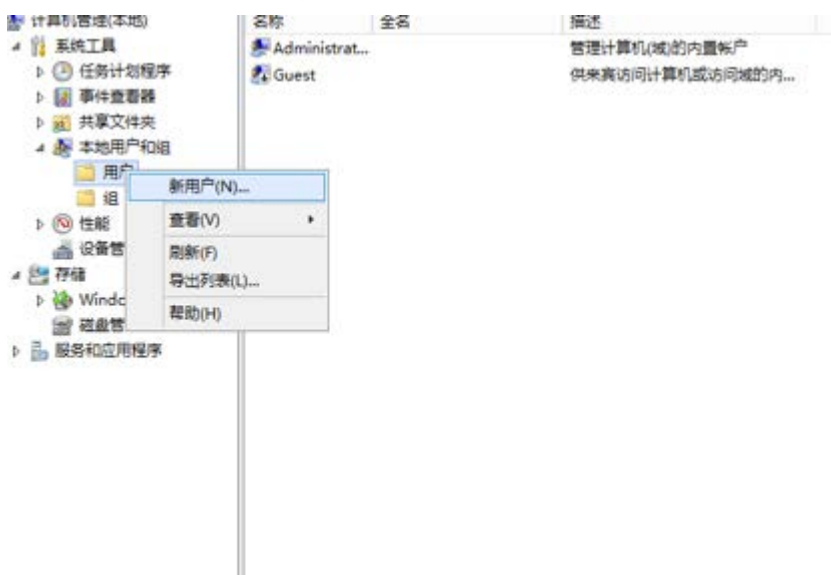 计算机管理(本地)
系统工具
任务计划程序
事件查看器
共享文件夹
本地用户和组
用户
组
性能
设备管
存储
Windo
磁盘管
服务和应用程序
新用户(N)...
查看(V)
刷新(F)
导出列表(L)...
帮助(H)
名称 全名 描述
Administrat... 管理计算机(域)的内置帐户
Guest 供来宾访问计算机或访问域的内...